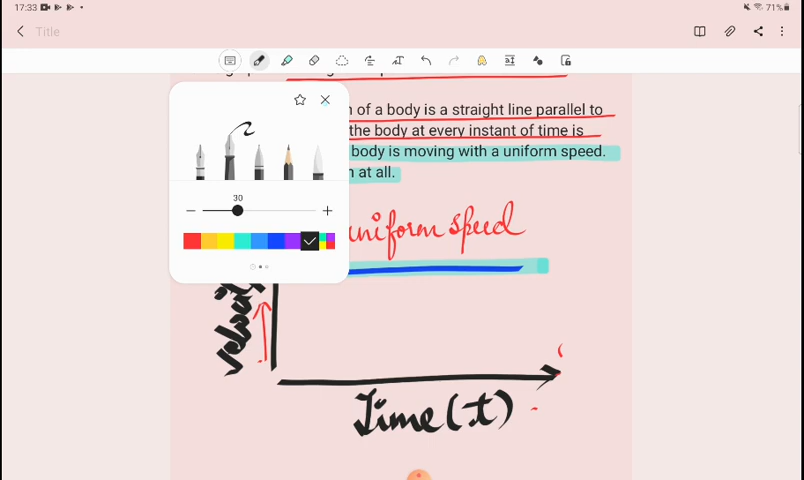 17:33
71%
Title
n of a body is a straight line parallel to
the body at every instant of time is
body is moving with a uniform speed.
n at all.
30
uniform speed
Velocit
Time(t)